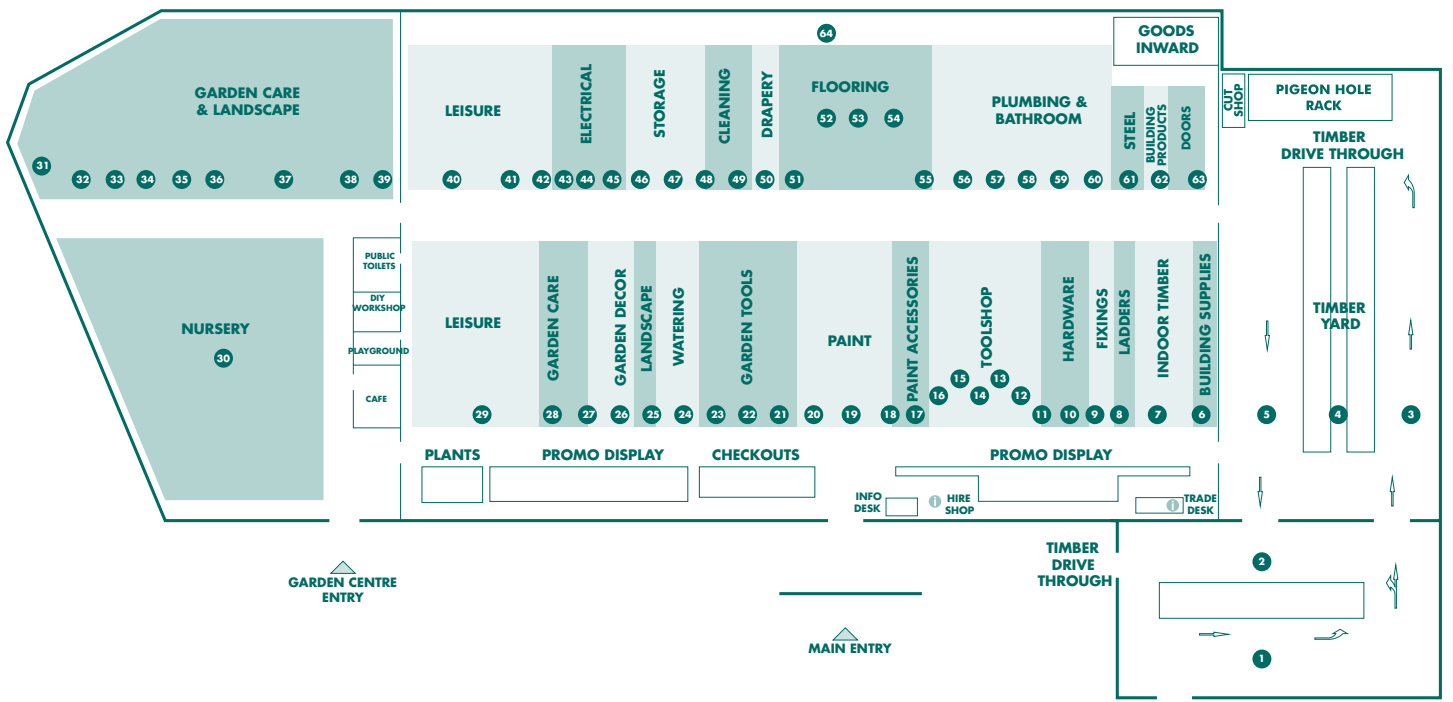 64
GOODS
INWARD
GARDEN CARE
& LANDSCAPE
LEISURE
ELECTRICAL
STORAGE
CLEANING
DRAPERY
FLOORING
52 53 54
PLUMBING &
BATHROOM
STEEL
BUILDING
PRODUCTS
DOORS
CUT
SHOP
PIGEON HOLE
RACK
TIMBER
DRIVE THROUGH
31 32 33 34 35 36 37 38 39
40 41 42 43 44 45 46 47 48 49 50 51 55 56 57 58 59 60 61 62 63
NURSERY
30
PUBLIC
TOILETS
DIY
WORKSHOP
PLAYGROUND
CAFE
LEISURE
GARDEN CARE
GARDEN DECOR
LANDSCAPE
WATERING
GARDEN TOOLS
PAINT
PAINT ACCESSORIES
TOOLSHOP
HARDWARE
FIXINGS
LADDERS
INDOOR TIMBER
BUILDING SUPPLIES
TIMBER
YARD
15 13
16 14 12
29 28 27 26 25 24 23 22 21 20 19 18 17 11 10 9 8 7 6 5 4 3
PLANTS
PROMO DISPLAY
CHECKOUTS
PROMO DISPLAY
INFO
DESK
i
HIRE
SHOP
i
TRADE
DESK
TIMBER
DRIVE
THROUGH
2
1
GARDEN CENTRE
ENTRY
MAIN ENTRY